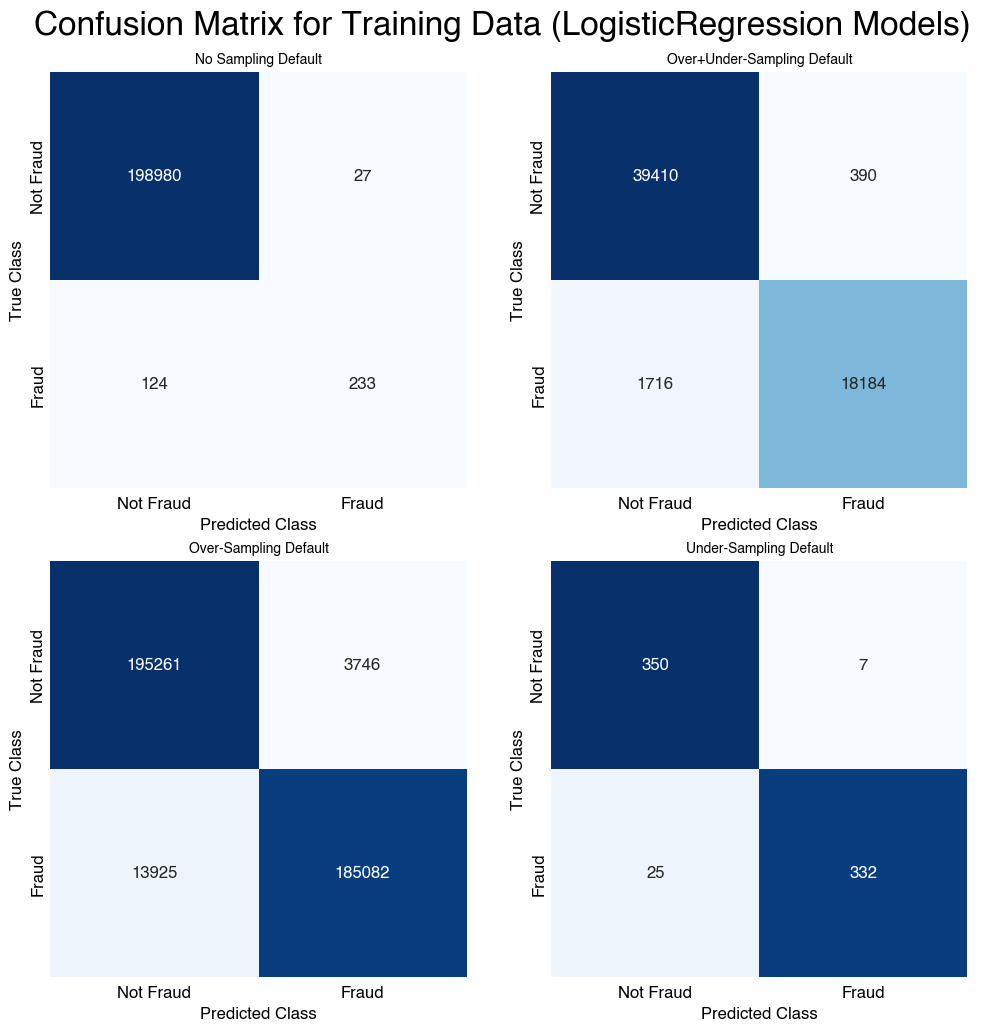 Confusion Matrix for Training Data (LogisticRegression Models)
No Sampling Default
True Class
Not Fraud
198980 27
Fraud
124 233
Not Fraud Fraud
Predicted Class
Over+Under-Sampling Default
True Class
Not Fraud
39410 390
Fraud
1716 18184
Not Fraud Fraud
Predicted Class
Over-Sampling Default
True Class
Not Fraud
195261 3746
Fraud
13925 185082
Not Fraud Fraud
Predicted Class
Under-Sampling Default
True Class
Not Fraud
350 7
Fraud
25 332
Not Fraud Fraud
Predicted Class